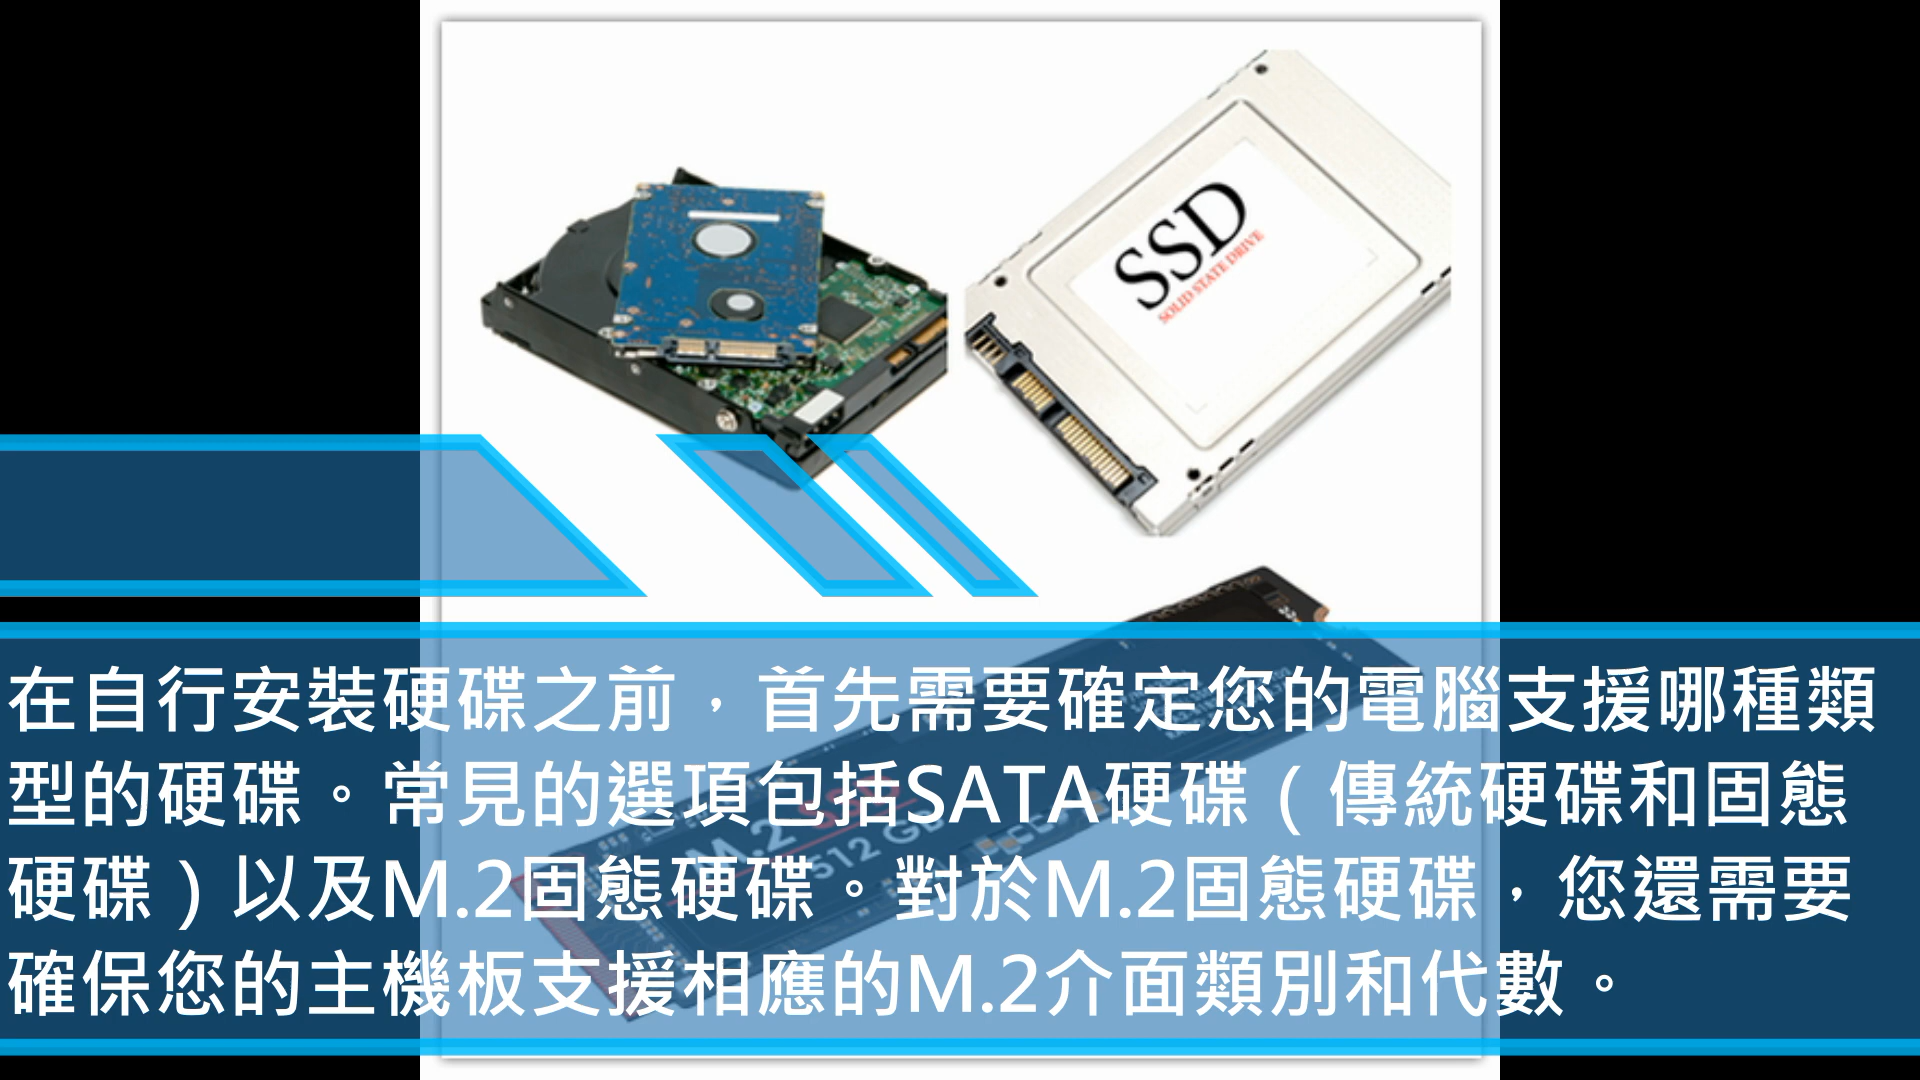 SSD
SOLID STATE DRIVE
在自行安裝硬碟之前，首先需要確定您的電腦支援哪種類
型的硬碟。常見的選項包括SATA硬碟（傳統硬碟和固態
硬碟）以及M.2固態硬碟。對於M.2固態硬碟，您還需要
確保您的主機板支援相應的M.2介面類別和代數。
M.2 SSD
512 GB